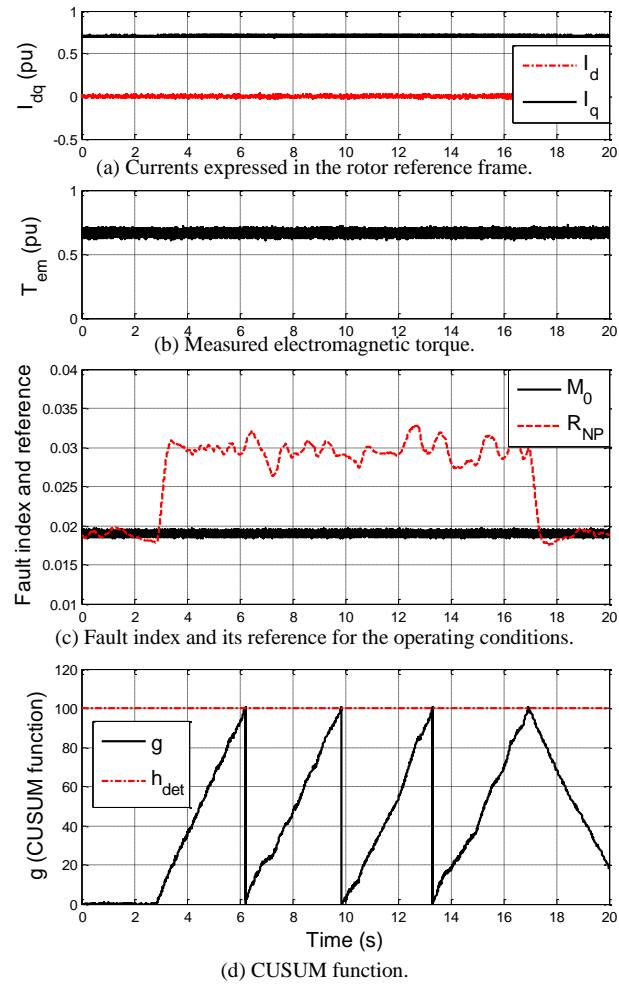 1
0.5
0
-0.5
I_dq (pu)
I_d
I_q
0 2 4 6 8 10 12 14 16 18 20
(a) Currents expressed in the rotor reference frame.
1
0.5
0
T_em (pu)
0 2 4 6 8 10 12 14 16 18 20
(b) Measured electromagnetic torque.
0.04
0.035
0.03
0.025
0.02
0.015
0.01
Fault index and reference
M_0
R_NP
0 2 4 6 8 10 12 14 16 18 20
(c) Fault index and its reference for the operating conditions.
120
100
80
60
40
20
0
g (CUSUM function)
g
h_det
0 2 4 6 8 10 12 14 16 18 20
Time (s)
(d) CUSUM function.